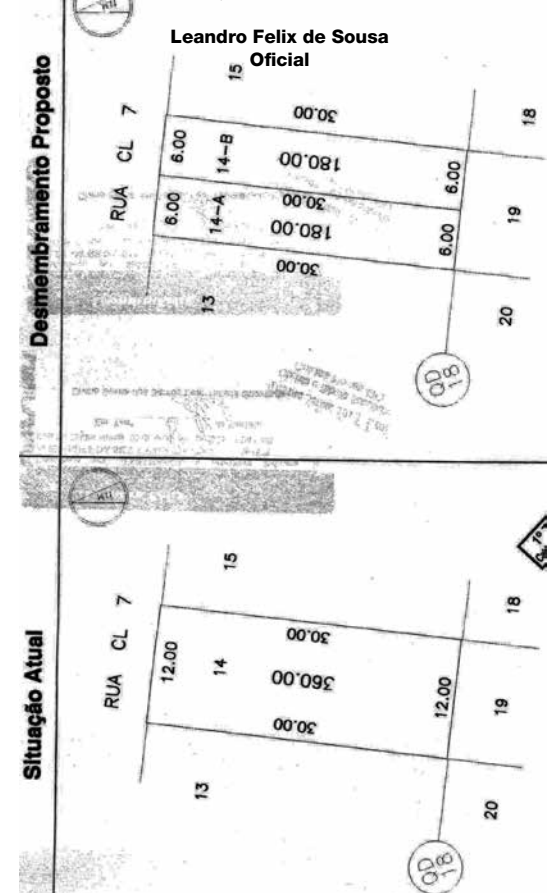 Leandro Felix de Sousa
Oficial
Situação Atual
RUA CL 7
12.00
13
14
15
30.00
360.00
30.00
12.00
20
19
18
QD
18
Desmembramento Proposto
RUA CL 7
6.00
6.00
13
14-A
14-B
15
30.00
180.00
30.00
180.00
30.00
6.00
6.00
20
19
18
QD
18
1º